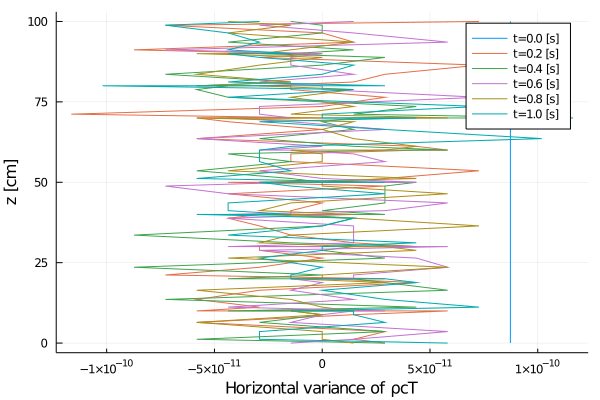 100
75
50
25
0
z [cm]
t=0.0 [s]
t=0.2 [s]
t=0.4 [s]
t=0.6 [s]
t=0.8 [s]
t=1.0 [s]
−1×10⁻¹⁰ −5×10⁻¹¹ 0 5×10⁻¹¹ 1×10⁻¹⁰
Horizontal variance of ρcT